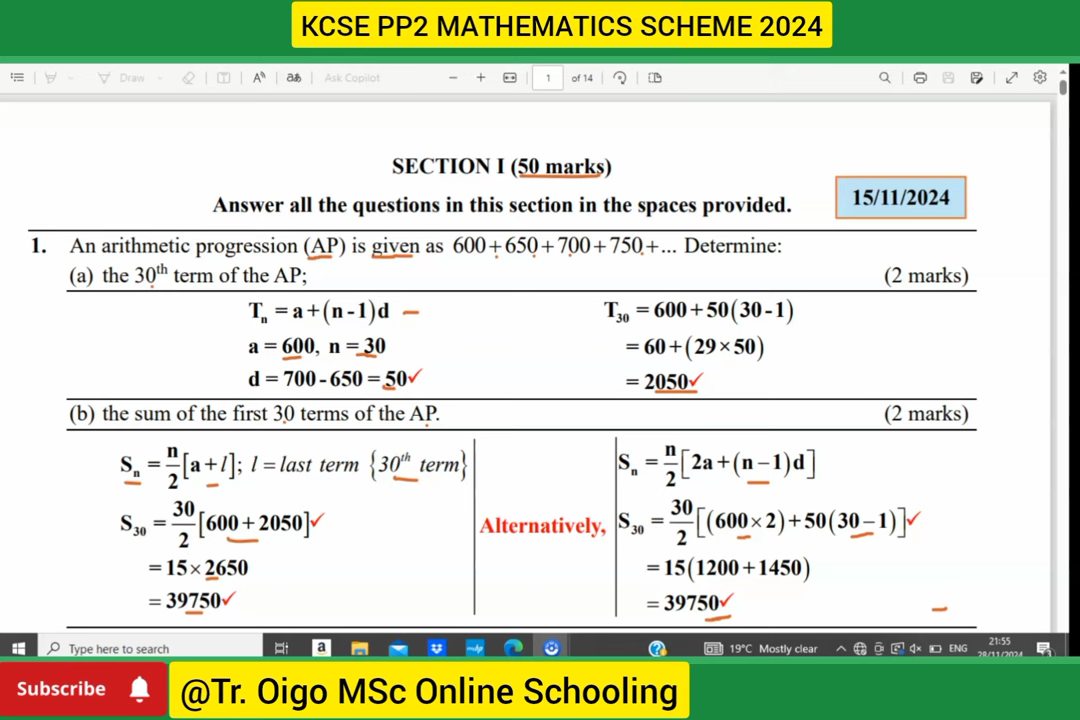 KCSE PP2 MATHEMATICS SCHEME 2024
Draw
Ask Copilot
1 of 14
SECTION I (50 marks)
Answer all the questions in this section in the spaces provided.
15/11/2024
1. An arithmetic progression (AP) is given as 600+650+700+750+... Determine:
(a) the 30th term of the AP; (2 marks)
Tn = a+(n-1)d
T30 = 600+50(30-1)
a = 600, n = 30
= 60+(29×50)
d = 700-650 = 50✓
= 2050✓
(b) the sum of the first 30 terms of the AP. (2 marks)
Sn = n/2[a+l]; l = last term {30th term}
S30 = 30/2[600+2050]✓
= 15×2650
= 39750✓
Alternatively,
Sn = n/2[2a+(n-1)d]
S30 = 30/2[(600×2)+50(30-1)]✓
= 15(1200+1450)
= 39750✓
Type here to search
19°C Mostly clear
ENG
21:55
28/11/2024
Subscribe
@Tr. Oigo MSc Online Schooling